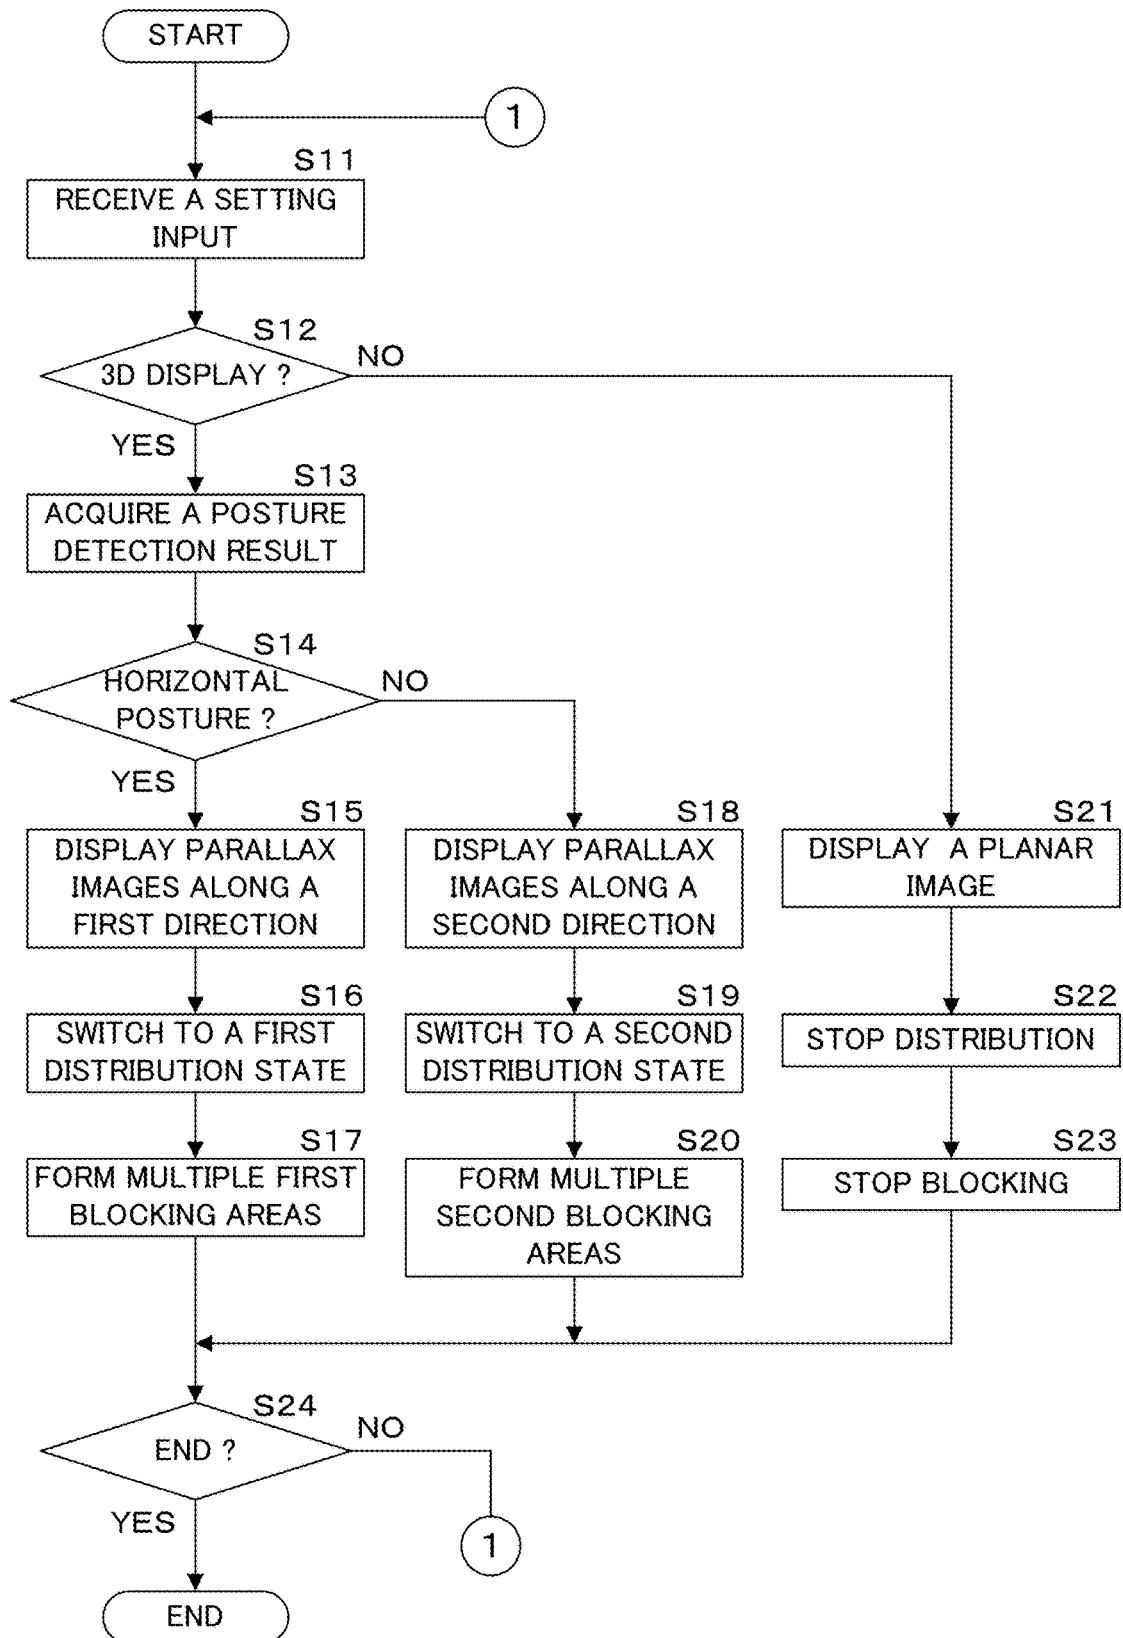 START
1
S11
RECEIVE A SETTING
INPUT
S12
3D DISPLAY ?
NO
YES
S13
ACQUIRE A POSTURE
DETECTION RESULT
S14
HORIZONTAL
POSTURE ?
NO
YES
S15
DISPLAY PARALLAX
IMAGES ALONG A
FIRST DIRECTION
S16
SWITCH TO A FIRST
DISTRIBUTION STATE
S17
FORM MULTIPLE FIRST
BLOCKING AREAS
S18
DISPLAY PARALLAX
IMAGES ALONG A
SECOND DIRECTION
S19
SWITCH TO A SECOND
DISTRIBUTION STATE
S20
FORM MULTIPLE
SECOND BLOCKING
AREAS
S21
DISPLAY A PLANAR
IMAGE
S22
STOP DISTRIBUTION
S23
STOP BLOCKING
S24
END ?
NO
1
YES
END